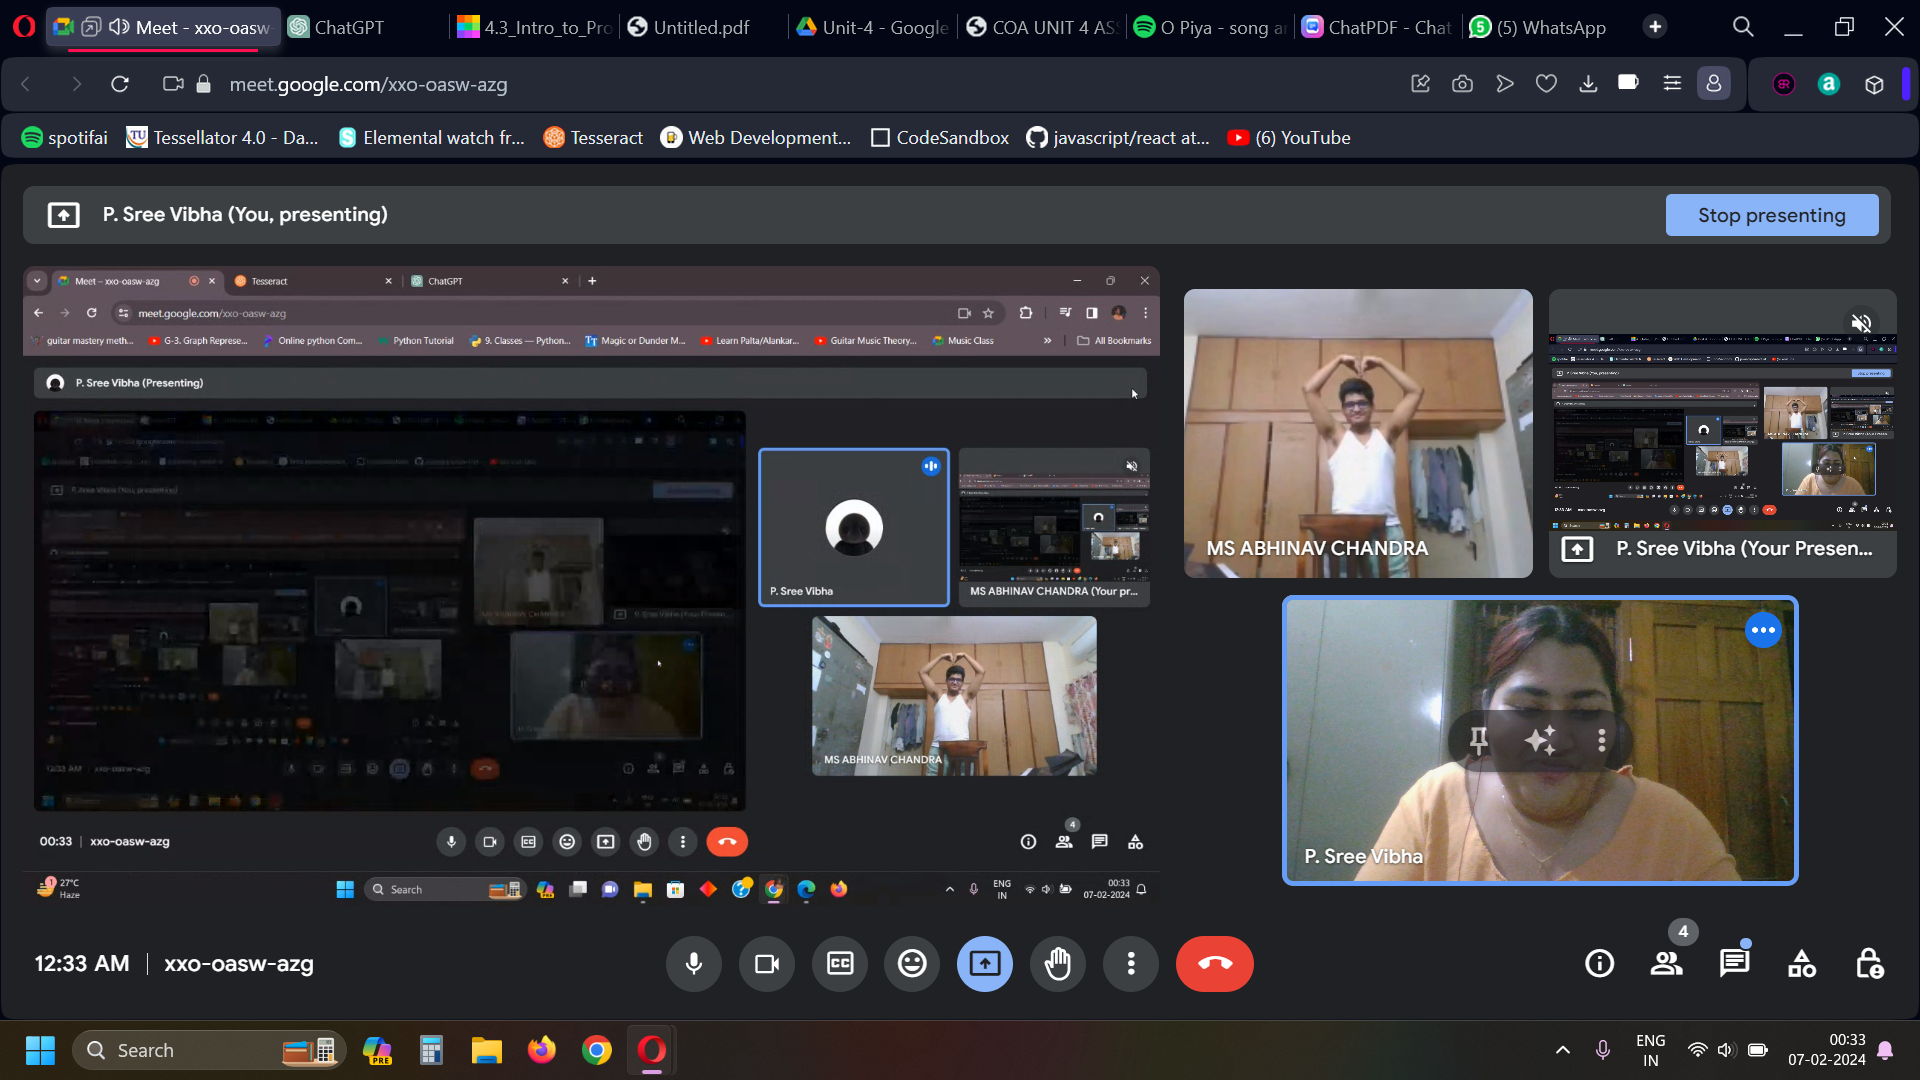 Meet - xxo-oasw-
ChatGPT
4.3_Intro_to_Pro
Untitled.pdf
Unit-4 - Google
COA UNIT 4 AS
O Piya - song a
ChatPDF - Chat
(5) WhatsApp
meet.google.com/xxo-oasw-azg
spotifai
Tessellator 4.0 - Da...
Elemental watch fr...
Tesseract
Web Development...
CodeSandbox
javascript/react at...
(6) YouTube
P. Sree Vibha (You, presenting)
Stop presenting
Meet – xxo-oasw-azg
Tesseract
ChatGPT
meet.google.com/xxo-oasw-azg
guitar mastery meth...
G-3. Graph Represe...
Online python Com...
Python Tutorial
9. Classes — Python...
Magic or Dunder M...
Learn Palta/Alankar...
Guitar Music Theory...
Music Class
All Bookmarks
P. Sree Vibha (Presenting)
P. Sree Vibha
MS ABHINAV CHANDRA (Your pr...
MS ABHINAV CHANDRA
00:33 | xxo-oasw-azg
4
1
27°C
Haze
Search
ENG
IN
00:33
07-02-2024
MS ABHINAV CHANDRA
P. Sree Vibha (Your Presen...
P. Sree Vibha
12:33 AM | xxo-oasw-azg
4
Search
PRE
ENG
IN
00:33
07-02-2024